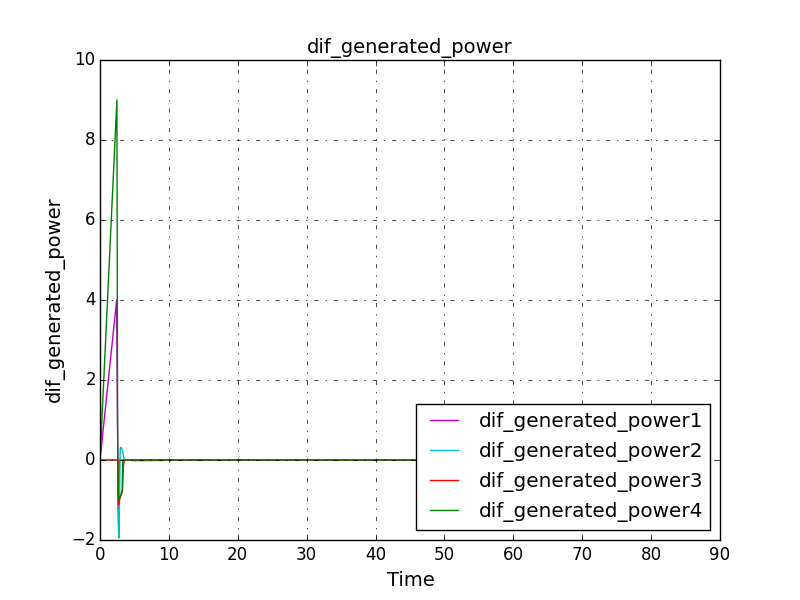 dif_generated_power
10
8
6
4
2
0
−2
dif_generated_power
dif_generated_power1
dif_generated_power2
dif_generated_power3
dif_generated_power4
0 10 20 30 40 50 60 70 80 90
Time